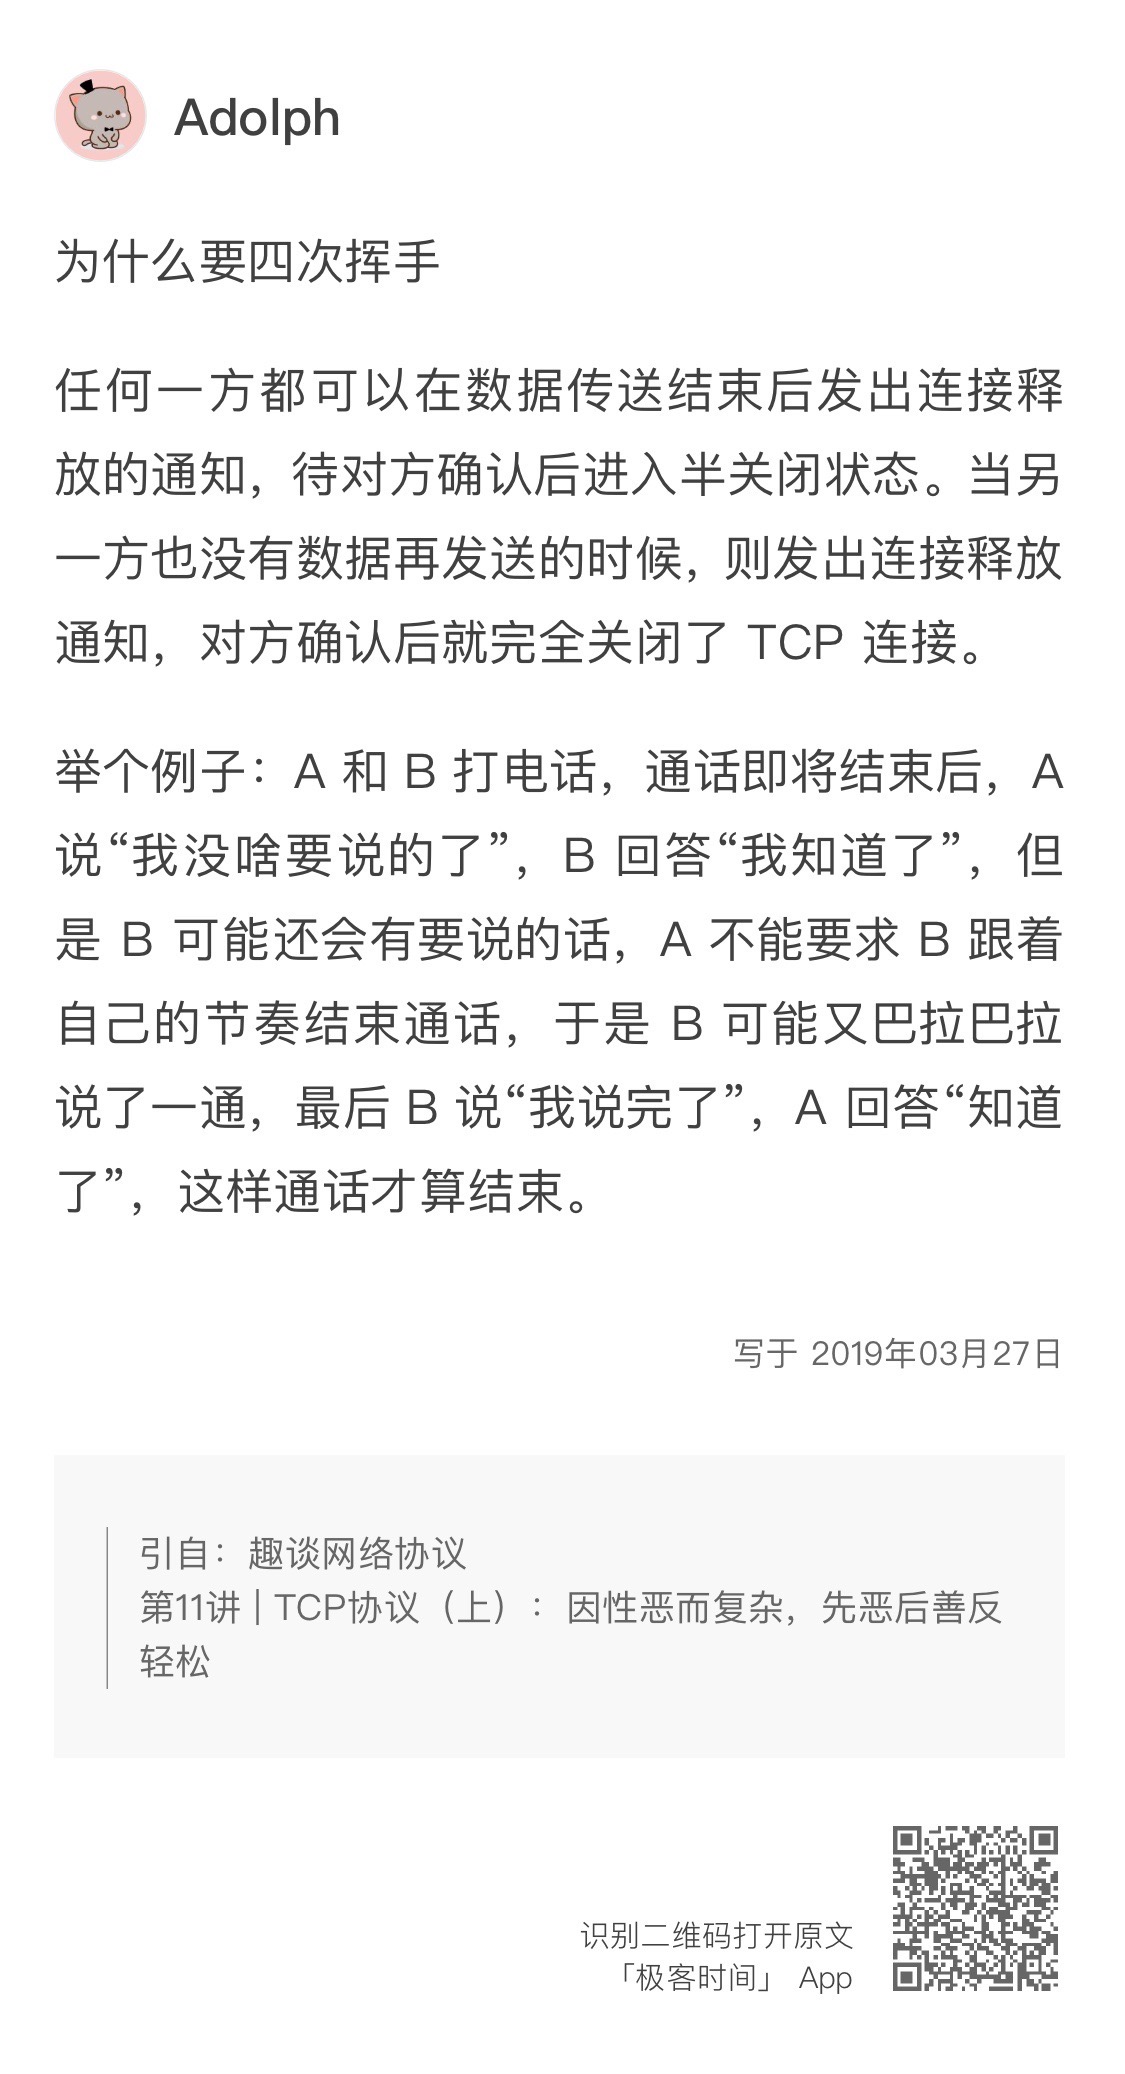 Adolph
为什么要四次挥手
任何一方都可以在数据传送结束后发出连接释
放的通知，待对方确认后进入半关闭状态。当另
一方也没有数据再发送的时候，则发出连接释放
通知，对方确认后就完全关闭了 TCP 连接。
举个例子：A 和 B 打电话，通话即将结束后，A
说“我没啥要说的了”，B 回答“我知道了”，但
是 B 可能还会有要说的话，A 不能要求 B 跟着
自己的节奏结束通话，于是 B 可能又巴拉巴拉
说了一通，最后 B 说“我说完了”，A 回答“知道
了”，这样通话才算结束。
写于 2019年03月27日
引自：趣谈网络协议
第11讲 | TCP协议（上）：因性恶而复杂，先恶后善反
轻松
识别二维码打开原文
「极客时间」 App